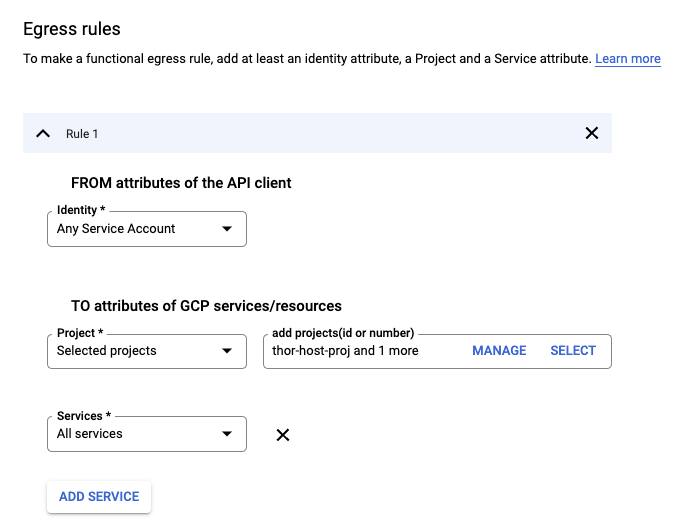 Egress rules
To make a functional egress rule, add at least an identity attribute, a Project and a Service attribute. Learn more
Rule 1
FROM attributes of the API client
Identity *
Any Service Account
TO attributes of GCP services/resources
Project *
Selected projects
add projects(id or number)
thor-host-proj and 1 more
MANAGE
SELECT
Services *
All services
ADD SERVICE